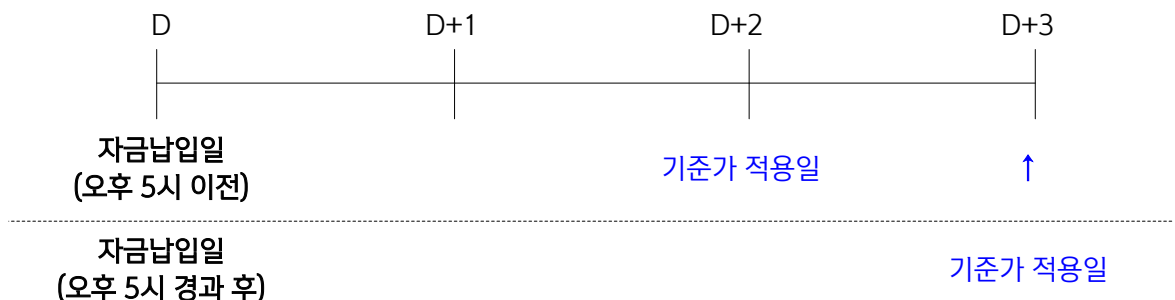 D D+1 D+2 D+3
자금납입일
(오후 5시 이전)
기준가 적용일 ↑
자금납입일
(오후 5시 경과 후)
기준가 적용일